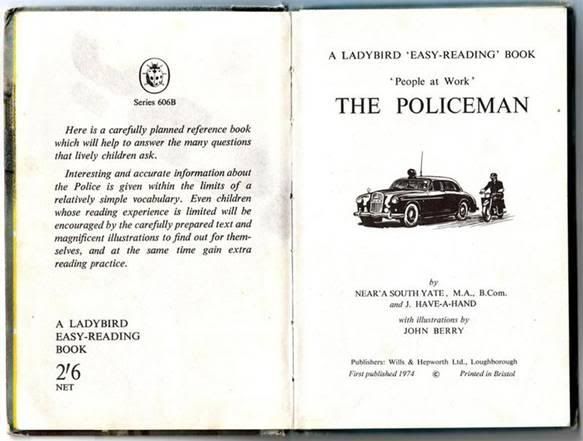 Series 606B
Here is a carefully planned reference book
which will help to answer the many questions
that lively children ask.
Interesting and accurate information about
the Police is given within the limits of a
relatively simple vocabulary. Even children
whose reading experience is limited will be
encouraged by the carefully prepared text and
magnificent illustrations to find out for them-
selves, and at the same time gain extra
reading practice.
A LADYBIRD
EASY-READING
BOOK
2'6
NET
A LADYBIRD 'EASY-READING' BOOK
'People at Work'
THE POLICEMAN
by
NEAR'A SOUTH YATE, M.A., B.Com.
and J. HAVE-A-HAND
with illustrations by
JOHN BERRY
Publishers: Wills & Hepworth Ltd., Loughborough
First published 1974 © Printed in Bristol